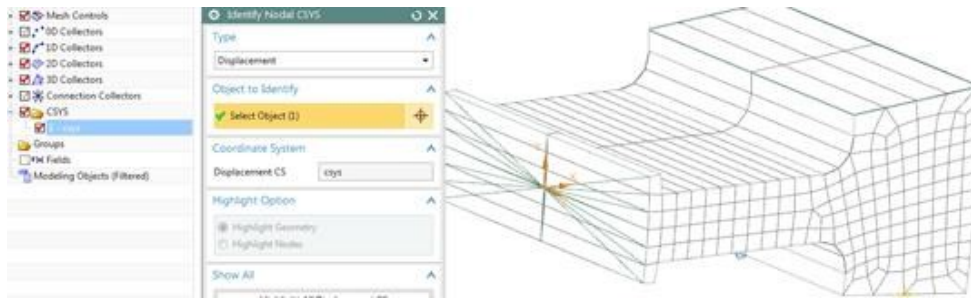 Mesh Controls
0D Collectors
1D Collectors
2D Collectors
3D Collectors
Connection Collectors
CSYS
csys
Groups
Fields
Modeling Objects (Filtered)
Identify Nodal CSYS
Type
Displacement
Object to Identify
Select Object (1)
Coordinate System
Displacement CS
csys
Highlight Option
Highlight Geometry
Highlight Nodes
Show All